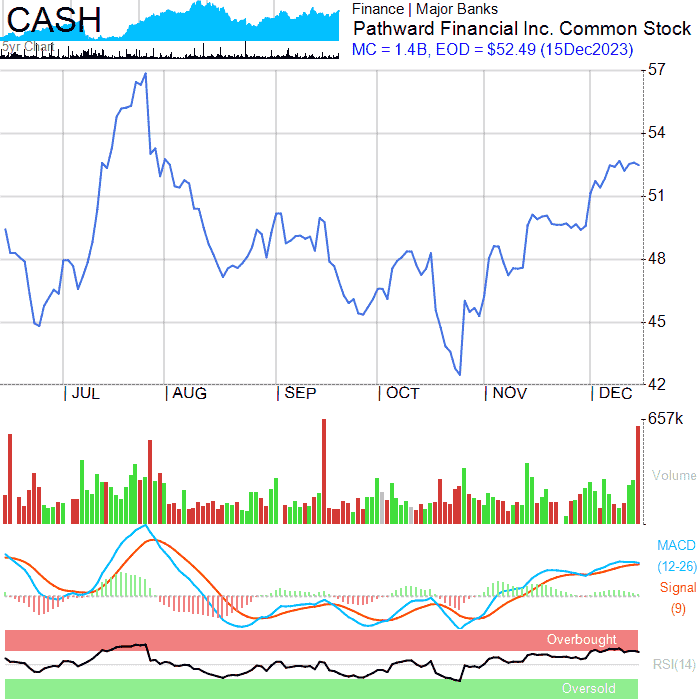 CASH
5yr Chart
Finance | Major Banks
Pathward Financial Inc. Common Stock
MC = 1.4B, EOD = $52.49 (15Dec2023)
57
54
51
48
45
42
| JUL
| AUG
| SEP
| OCT
| NOV
| DEC
657k
Volume
MACD
(12-26)
Signal
(9)
Overbought
RSI(14)
Oversold